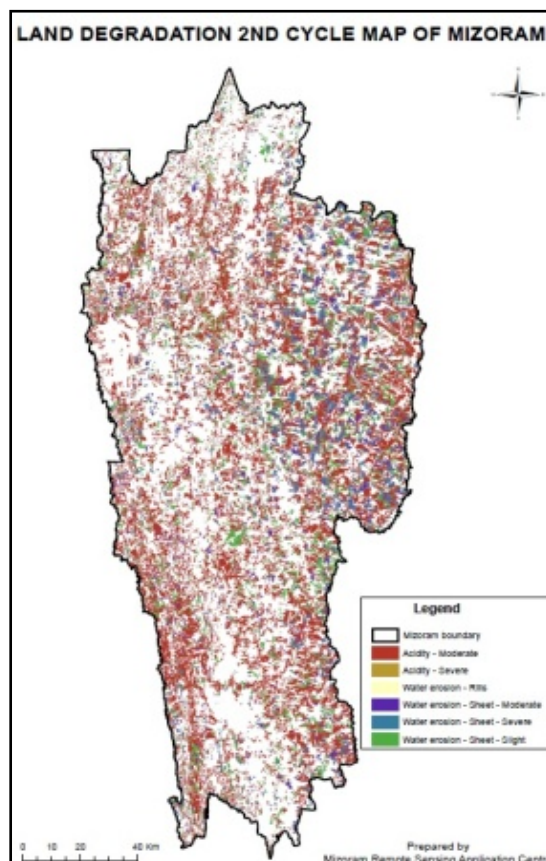 LAND DEGRADATION 2ND CYCLE MAP OF MIZORAM
Legend
Mizoram boundary
Acidity - Moderate
Acidity - Severe
Water erosion - Rills
Water erosion - Sheet - Moderate
Water erosion - Sheet - Severe
Water erosion - Sheet - Slight
0 10 20 40 Km
Prepared by
Mizoram Remote Sensing Application Cent